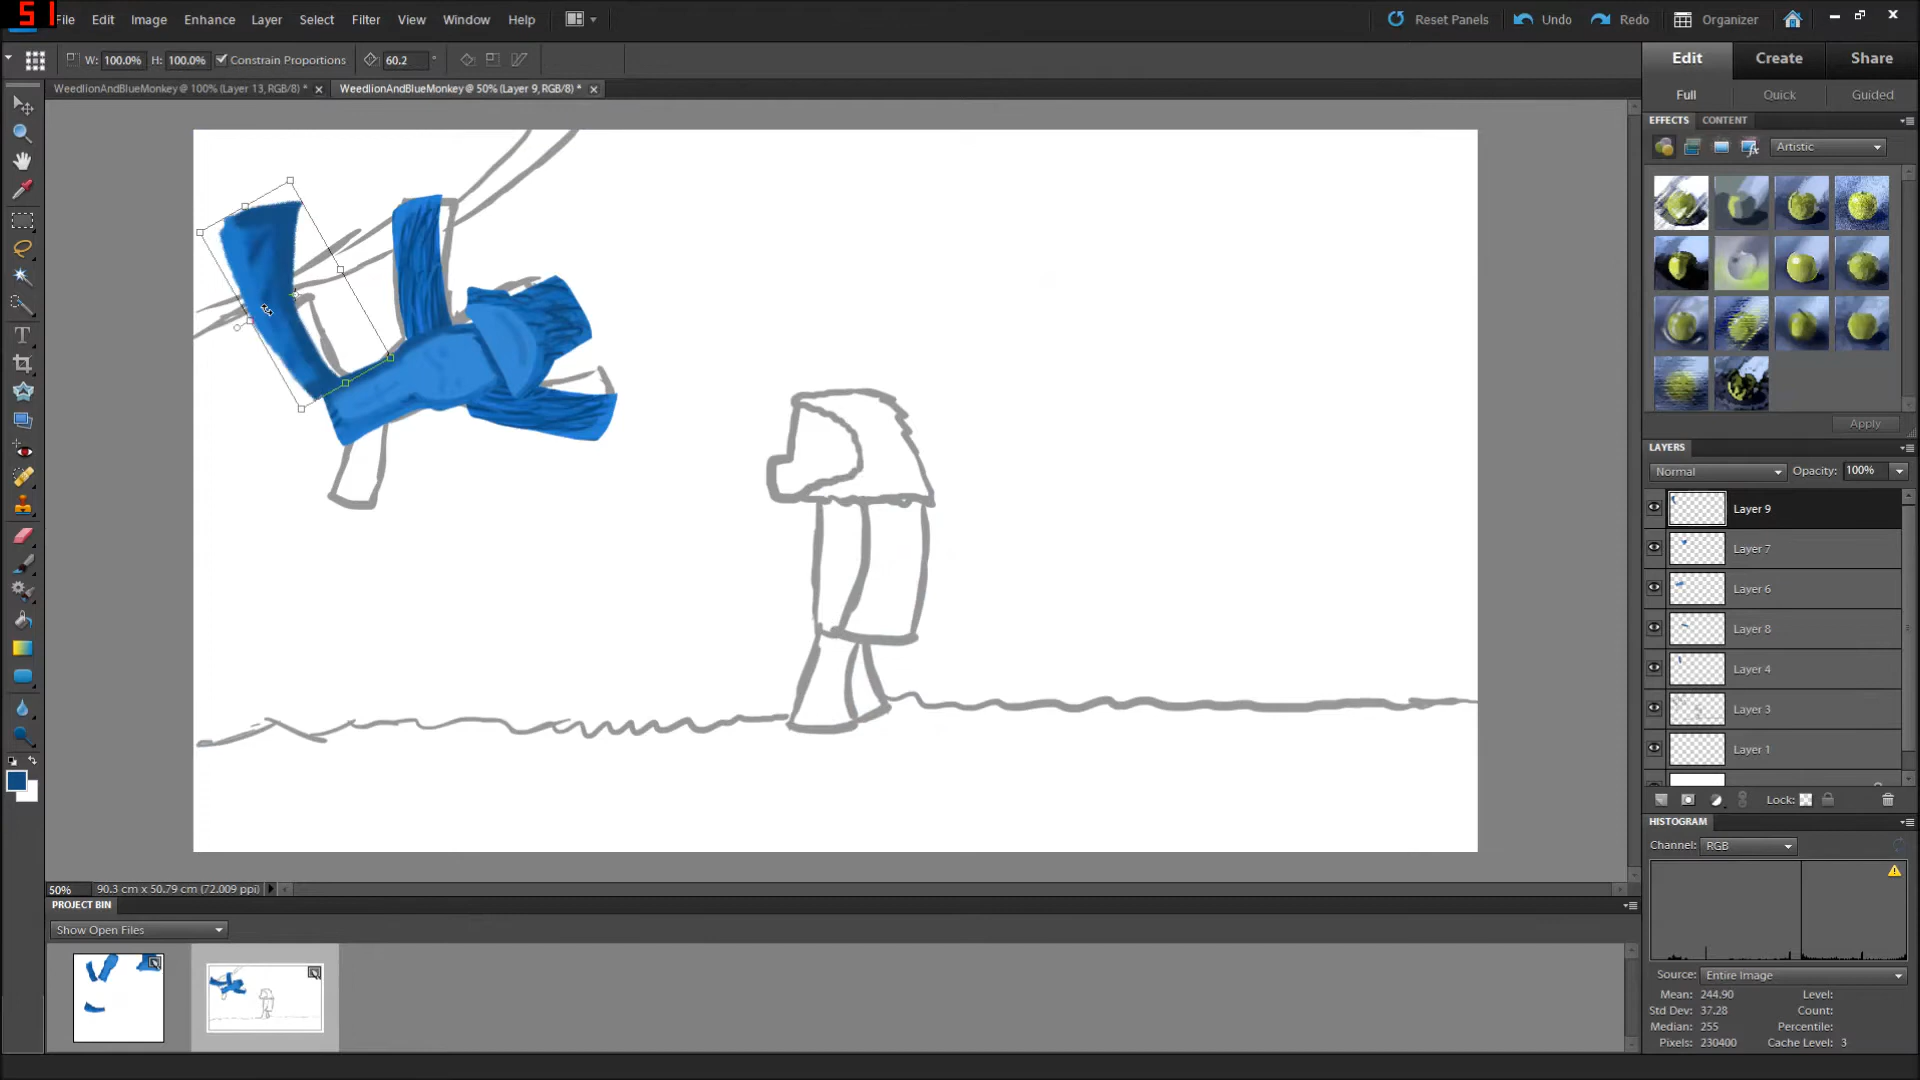 51
File Edit Image Enhance Layer Select Filter View Window Help Reset Panels Undo Redo Organizer
W: 100.0% H: 100.0% Constrain Proportions 60.2 °
Edit Create Share
WeedlionAndBlueMonkey @ 100% (Layer 13, RGB/8) * WeedlionAndBlueMonkey @ 50% (Layer 9, RGB/8) *
Full Quick Guided
EFFECTS CONTENT
Artistic
Apply
LAYERS
Normal Opacity: 100%
Layer 9
Layer 7
Layer 6
Layer 8
Layer 4
Layer 3
Layer 1
Lock:
HISTOGRAM
Channel: RGB
50% 90.3 cm x 50.79 cm (72.009 ppi)
PROJECT BIN
Show Open Files
Source: Entire Image
Mean: 244.90 Level:
Std Dev: 37.28 Count:
Median: 255 Percentile:
Pixels: 230400 Cache Level: 3